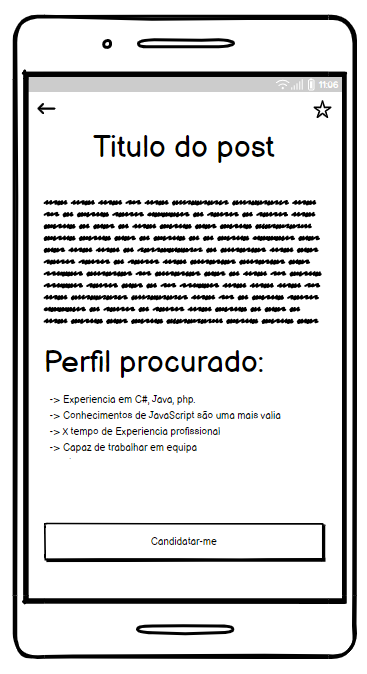 11:06
Titulo do post
Perfil procurado:
-> Experiencia em C#, Java, php.
-> Conhecimentos de JavaScript são uma mais valia
-> X tempo de Experiencia profissional
-> Capaz de trabalhar em equipa
Candidatar-me